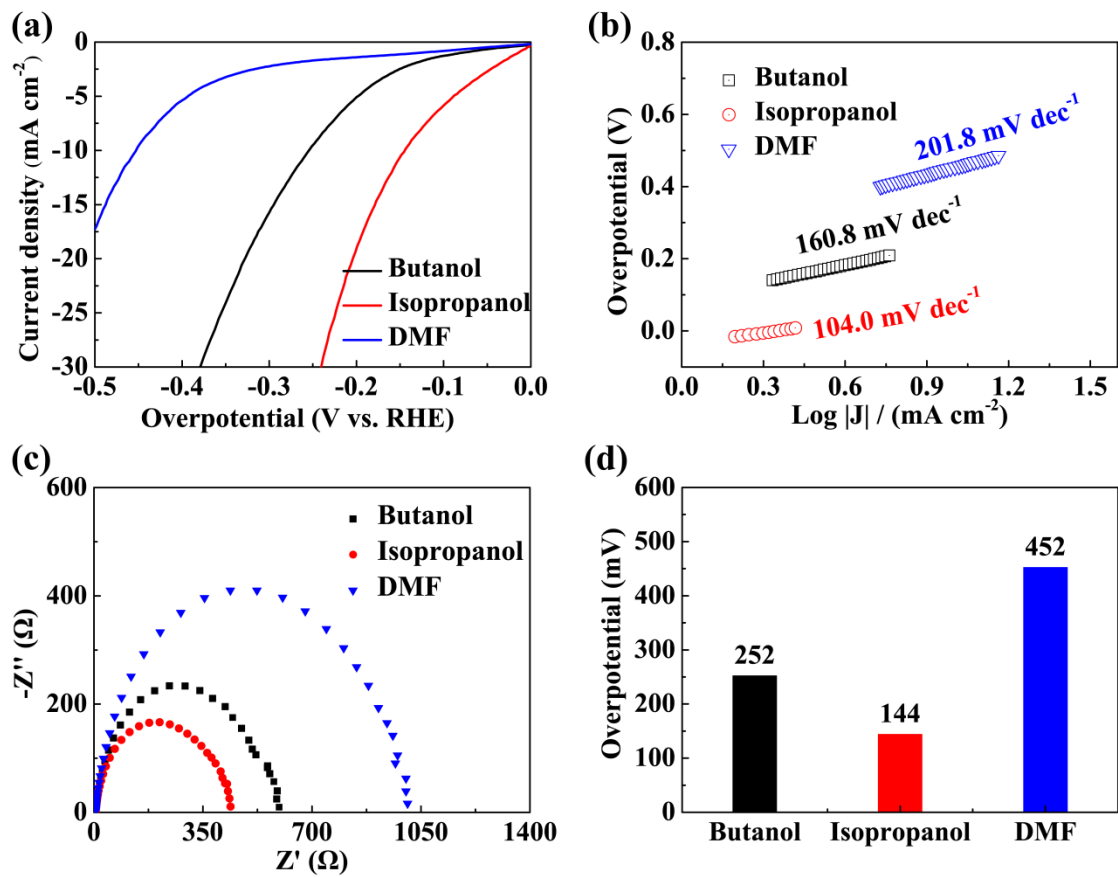 (a)
0
-5
-10
-15
-20
-25
-30
Current density (mA cm-2)
Butanol
Isopropanol
DMF
-0.5 -0.4 -0.3 -0.2 -0.1 0.0
Overpotential (V vs. RHE)
(b)
0.8
0.6
0.4
0.2
0.0
Overpotential (V)
Butanol
Isopropanol
DMF
201.8 mV dec-1
160.8 mV dec-1
104.0 mV dec-1
0.0 0.3 0.6 0.9 1.2 1.5
Log |J| / (mA cm-2)
(c)
600
400
200
0
-Z'' (Ω)
Butanol
Isopropanol
DMF
0 350 700 1050 1400
Z' (Ω)
(d)
600
500
400
300
200
100
0
Overpotential (mV)
252
144
452
Butanol Isopropanol DMF